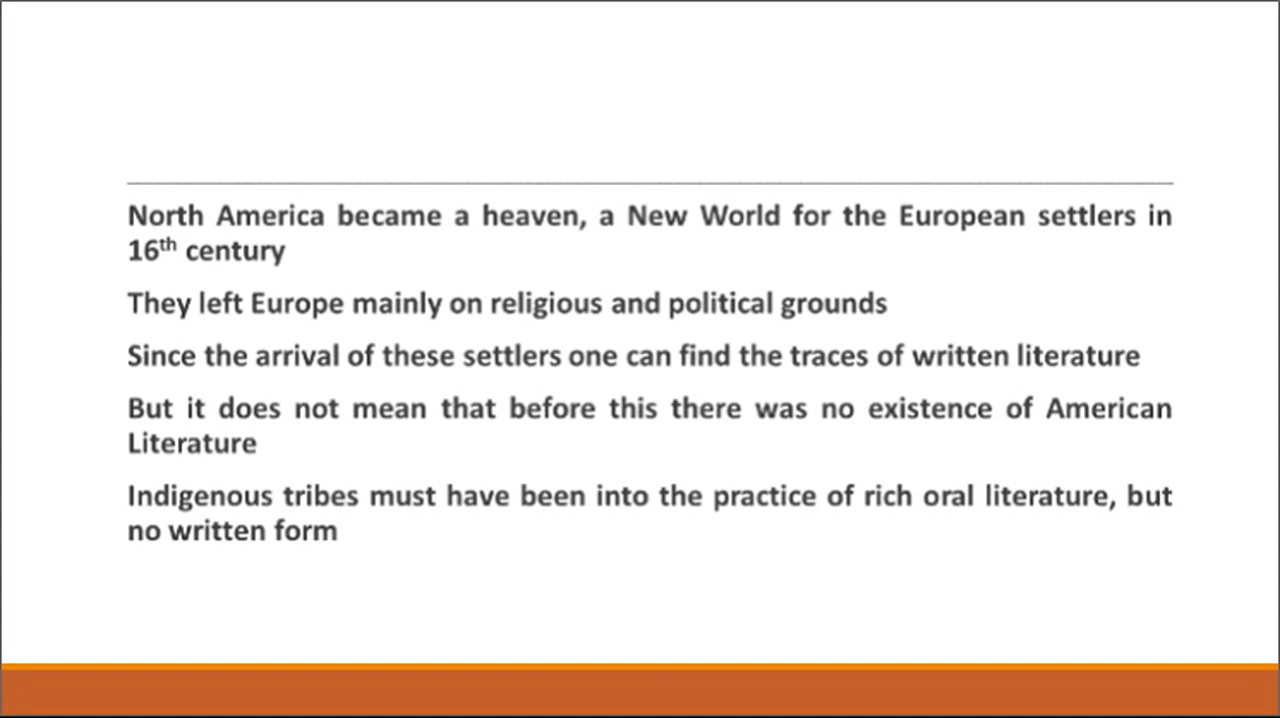 North America became a heaven, a New World for the European settlers in
16th century
They left Europe mainly on religious and political grounds
Since the arrival of these settlers one can find the traces of written literature
But it does not mean that before this there was no existence of American
Literature
Indigenous tribes must have been into the practice of rich oral literature, but
no written form